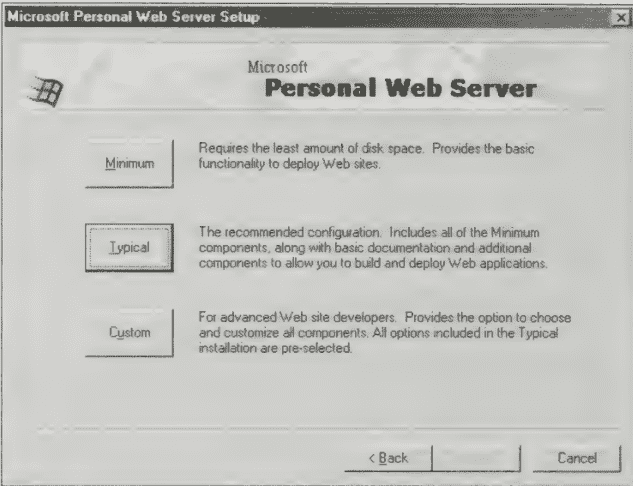 Microsoft Personal Web Server Setup
Microsoft
Personal Web Server
Minimum
Requires the least amount of disk space. Provides the basic
functionality to deploy Web sites.
Typical
The recommended configuration. Includes all of the Minimum
components, along with basic documentation and additional
components to allow you to build and deploy Web applications.
Custom
For advanced Web site developers. Provides the option to choose
and customize all components. All options included in the Typical
installation are pre-selected.
< Back
Cancel